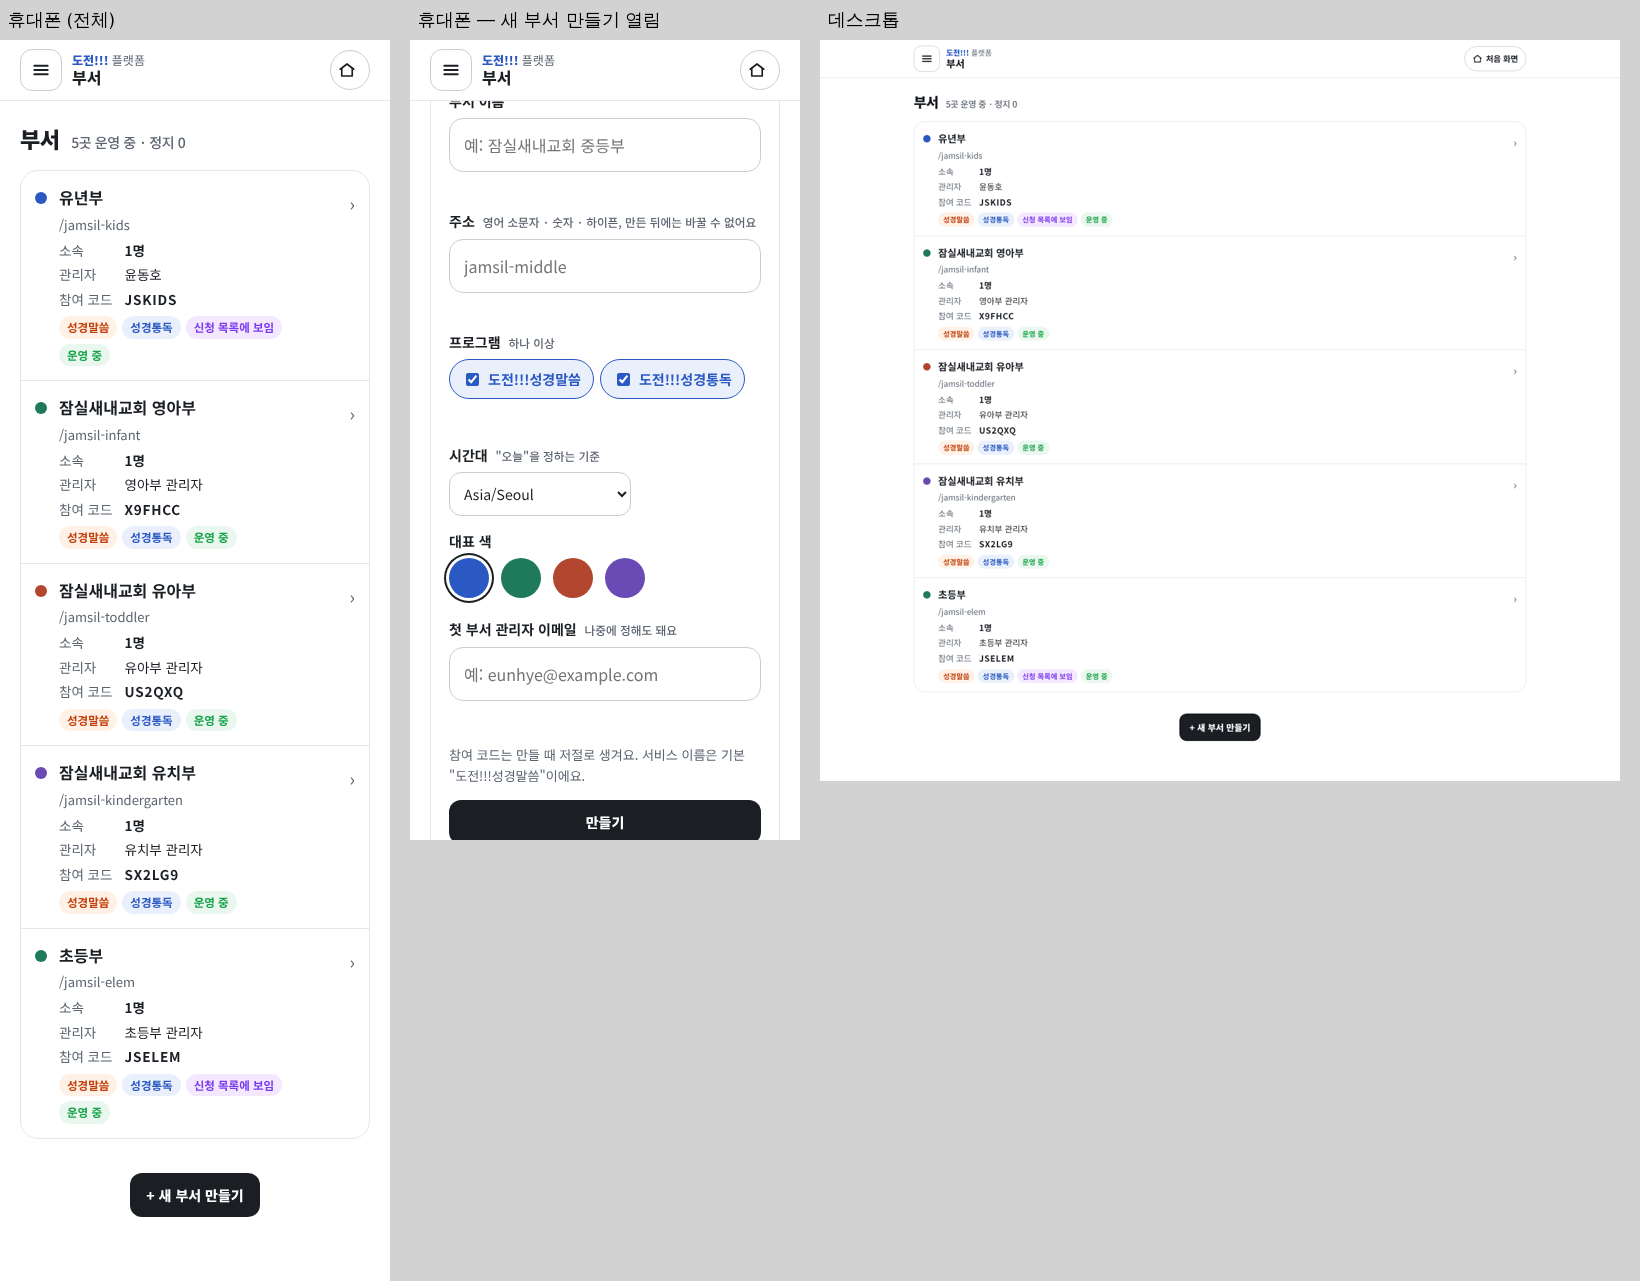 휴대폰 (전체)
도전!!! 플랫폼
부서
부서 5곳 운영 중 · 정지 0
유년부
/jamsil-kids
소속 1명
관리자 윤동호
참여 코드 JSKIDS
성경말씀 성경통독 신청 목록에 보임
운영 중
잠실새내교회 영아부
/jamsil-infant
소속 1명
관리자 영아부 관리자
참여 코드 X9FHCC
성경말씀 성경통독 운영 중
잠실새내교회 유아부
/jamsil-toddler
소속 1명
관리자 유아부 관리자
참여 코드 US2QXQ
성경말씀 성경통독 운영 중
잠실새내교회 유치부
/jamsil-kindergarten
소속 1명
관리자 유치부 관리자
참여 코드 SX2LG9
성경말씀 성경통독 운영 중
초등부
/jamsil-elem
소속 1명
관리자 초등부 관리자
참여 코드 JSELEM
성경말씀 성경통독 신청 목록에 보임
운영 중
+ 새 부서 만들기
휴대폰 — 새 부서 만들기 열림
도전!!! 플랫폼
부서
부서 이름
예: 잠실새내교회 중등부
주소 영어 소문자 · 숫자 · 하이픈, 만든 뒤에는 바꿀 수 없어요
jamsil-middle
프로그램 하나 이상
도전!!!성경말씀 도전!!!성경통독
시간대 "오늘"을 정하는 기준
Asia/Seoul
대표 색
첫 부서 관리자 이메일 나중에 정해도 돼요
예: eunhye@example.com
참여 코드는 만들 때 저절로 생겨요. 서비스 이름은 기본
"도전!!!성경말씀"이에요.
만들기
데스크톱
도전!!! 플랫폼
부서
처음 화면
부서 5곳 운영 중 · 정지 0
유년부
/jamsil-kids
소속 1명
관리자 윤동호
참여 코드 JSKIDS
성경말씀 성경통독 신청 목록에 보임 운영 중
잠실새내교회 영아부
/jamsil-infant
소속 1명
관리자 영아부 관리자
참여 코드 X9FHCC
성경말씀 성경통독 운영 중
잠실새내교회 유아부
/jamsil-toddler
소속 1명
관리자 유아부 관리자
참여 코드 US2QXQ
성경말씀 성경통독 운영 중
잠실새내교회 유치부
/jamsil-kindergarten
소속 1명
관리자 유치부 관리자
참여 코드 SX2LG9
성경말씀 성경통독 운영 중
초등부
/jamsil-elem
소속 1명
관리자 초등부 관리자
참여 코드 JSELEM
성경말씀 성경통독 신청 목록에 보임 운영 중
+ 새 부서 만들기